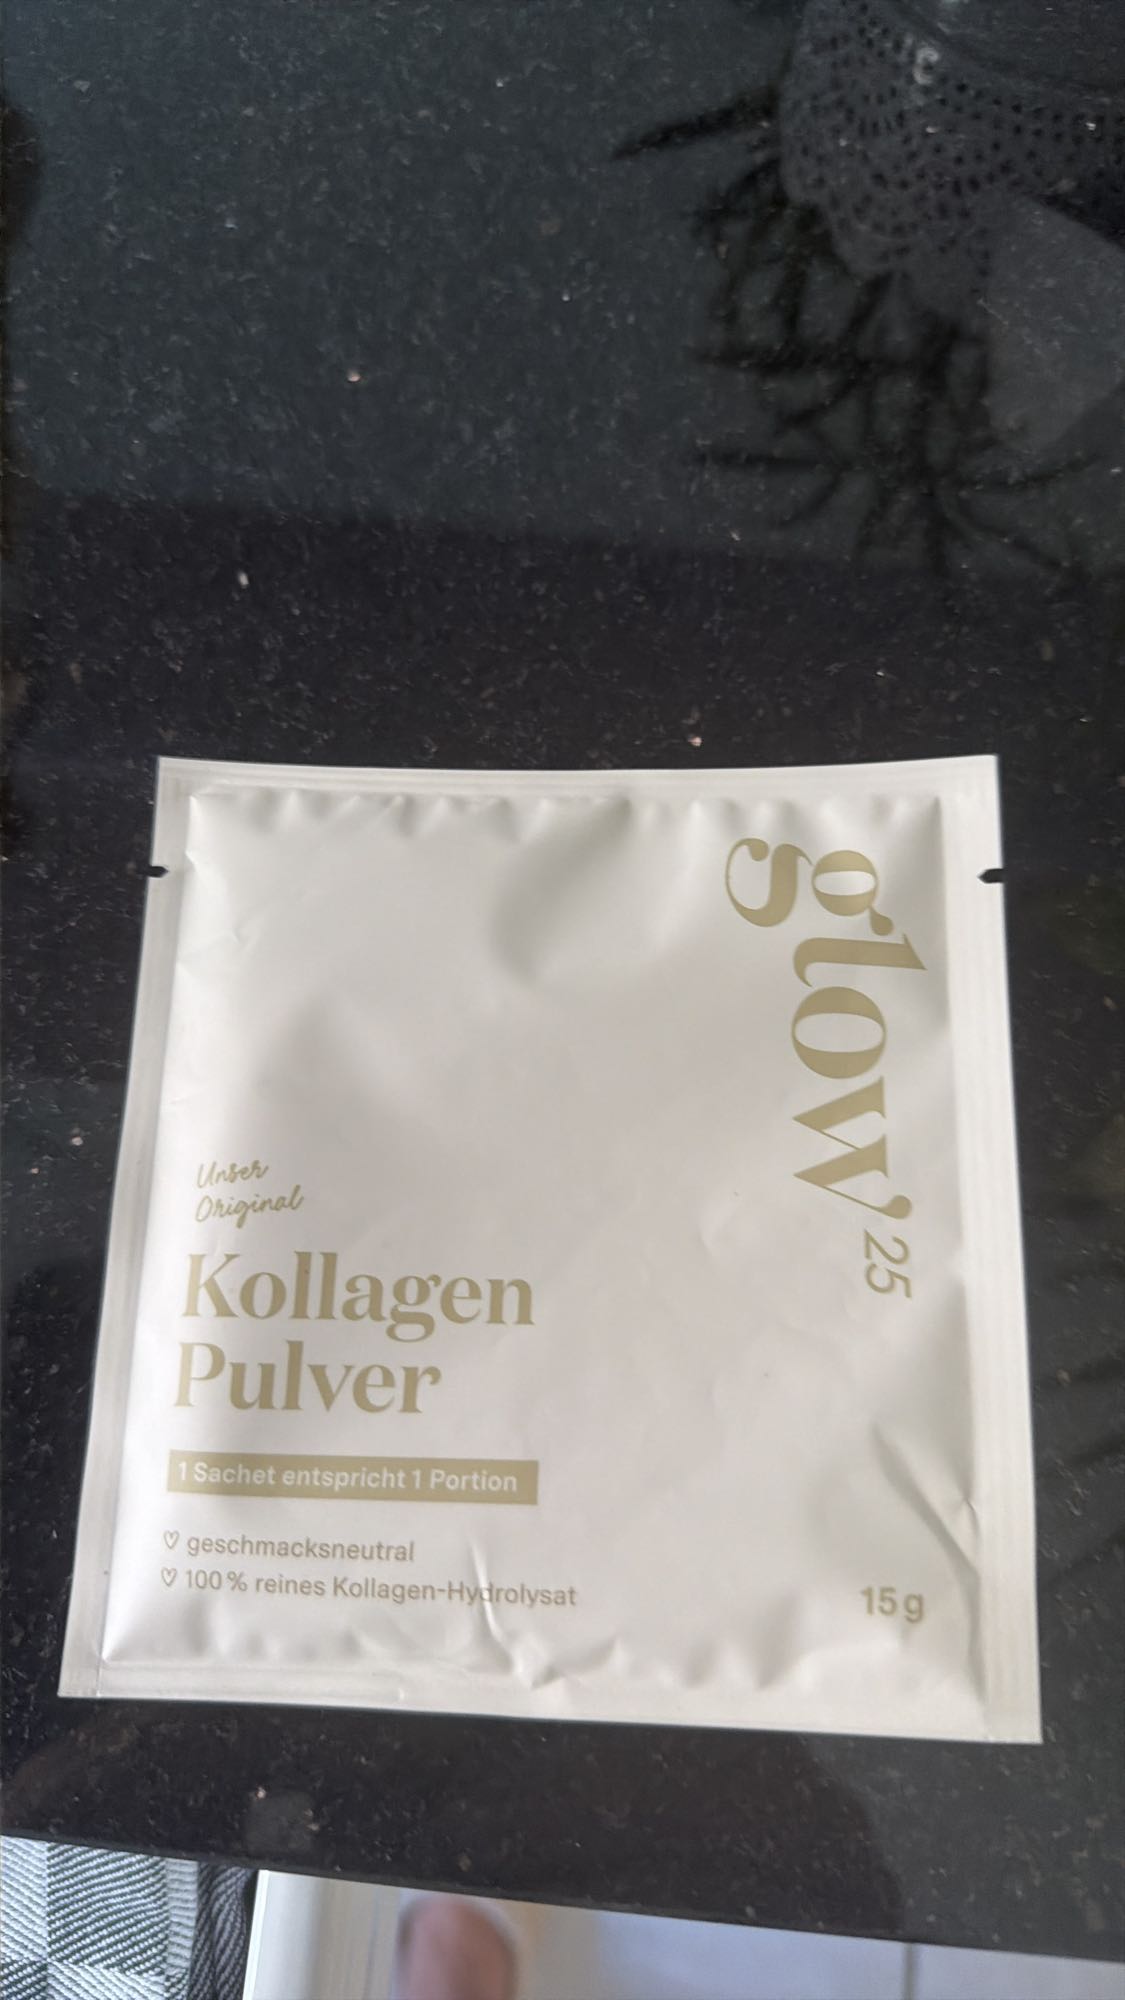 glow
25
Unser
Original
Kollagen
Pulver
1 Sachet entspricht 1 Portion
♡ geschmacksneutral
♡ 100 % reines Kollagen-Hydrolysat
15 g